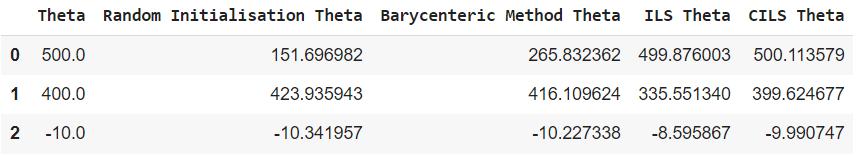 Theta Random Initialisation Theta Barycenteric Method Theta ILS Theta CILS Theta
0 500.0 151.696982 265.832362 499.876003 500.113579
1 400.0 423.935943 416.109624 335.551340 399.624677
2 -10.0 -10.341957 -10.227338 -8.595867 -9.990747